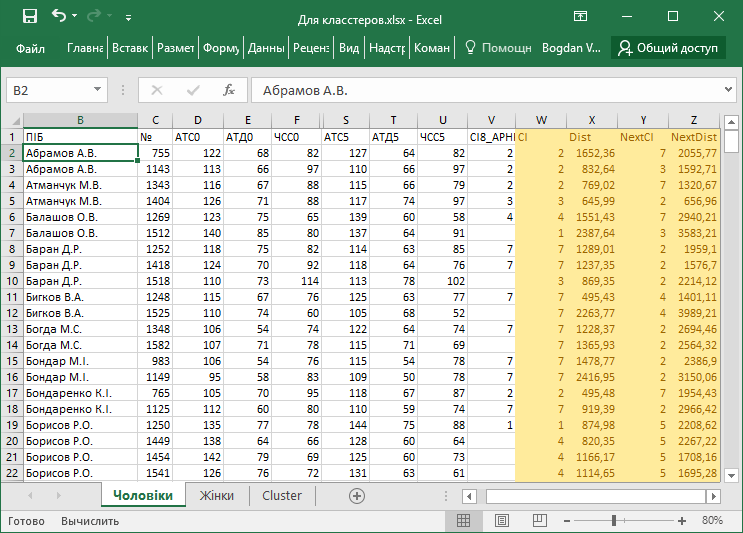 Для класстеров.xlsx - Excel
Файл Главна Вставк Размет Форму Данны Рецен: Вид Надстр Коман Помощн Bogdan V... Общий доступ
B2 fx Абрамов А.В.
B C D E F S T U V W X Y Z
1 ПІБ № АТС0 АТД0 ЧСС0 АТС5 АТД5 ЧСС5 Cl8_АРНІ Cl Dist NextCl NextDist
2 Абрамов А.В. 755 122 68 82 127 64 82 2 2 1652,36 7 2055,77
3 Абрамов А.В. 1143 113 66 97 110 66 97 2 2 832,64 3 1592,71
4 Атманчук М.В. 1343 116 67 88 115 66 79 2 2 769,02 7 1320,67
5 Атманчук М.В. 1404 126 71 88 117 74 97 3 3 645,99 2 656,96
6 Балашов О.В. 1269 123 75 65 139 60 58 4 4 1551,43 7 2940,21
7 Балашов О.В. 1512 140 85 80 137 64 91 1 2387,64 3 3583,21
8 Баран Д.Р. 1252 118 75 82 114 63 85 7 7 1289,01 2 1959,1
9 Баран Д.Р. 1418 124 70 92 118 64 76 7 7 1237,35 2 1576,7
10 Баран Д.Р. 1518 110 73 114 113 78 102 3 869,35 2 2214,12
11 Бигков В.А. 1248 115 67 76 125 63 77 7 7 495,43 4 1401,11
12 Бигков В.А. 1525 110 74 60 105 68 52 7 2263,77 4 3989,21
13 Богда М.С. 1348 106 54 74 122 64 74 7 7 1228,37 2 2694,46
14 Богда М.С. 1582 107 71 78 115 71 69 7 1365,93 2 2564,32
15 Бондар М.І. 983 106 54 76 115 54 78 7 7 1478,77 2 2386,9
16 Бондар М.І. 1149 95 58 83 109 50 78 7 7 2416,95 2 3150,06
17 Бондаренко К.І. 765 105 70 95 118 67 87 2 2 495,48 7 1954,43
18 Бондаренко К.І. 1125 112 60 80 110 59 74 7 7 919,39 2 2966,42
19 Борисов Р.О. 1250 135 77 78 144 75 88 1 1 874,98 5 2208,62
20 Борисов Р.О. 1449 138 64 66 128 60 64 4 820,35 5 2267,22
21 Борисов Р.О. 1454 142 79 69 125 60 73 4 1166,17 5 1708,16
22 Борисов Р.О. 1541 126 76 72 131 63 61 4 1114,65 5 1695,28
Чоловіки Жінки Cluster
Готово Вычислить 80%